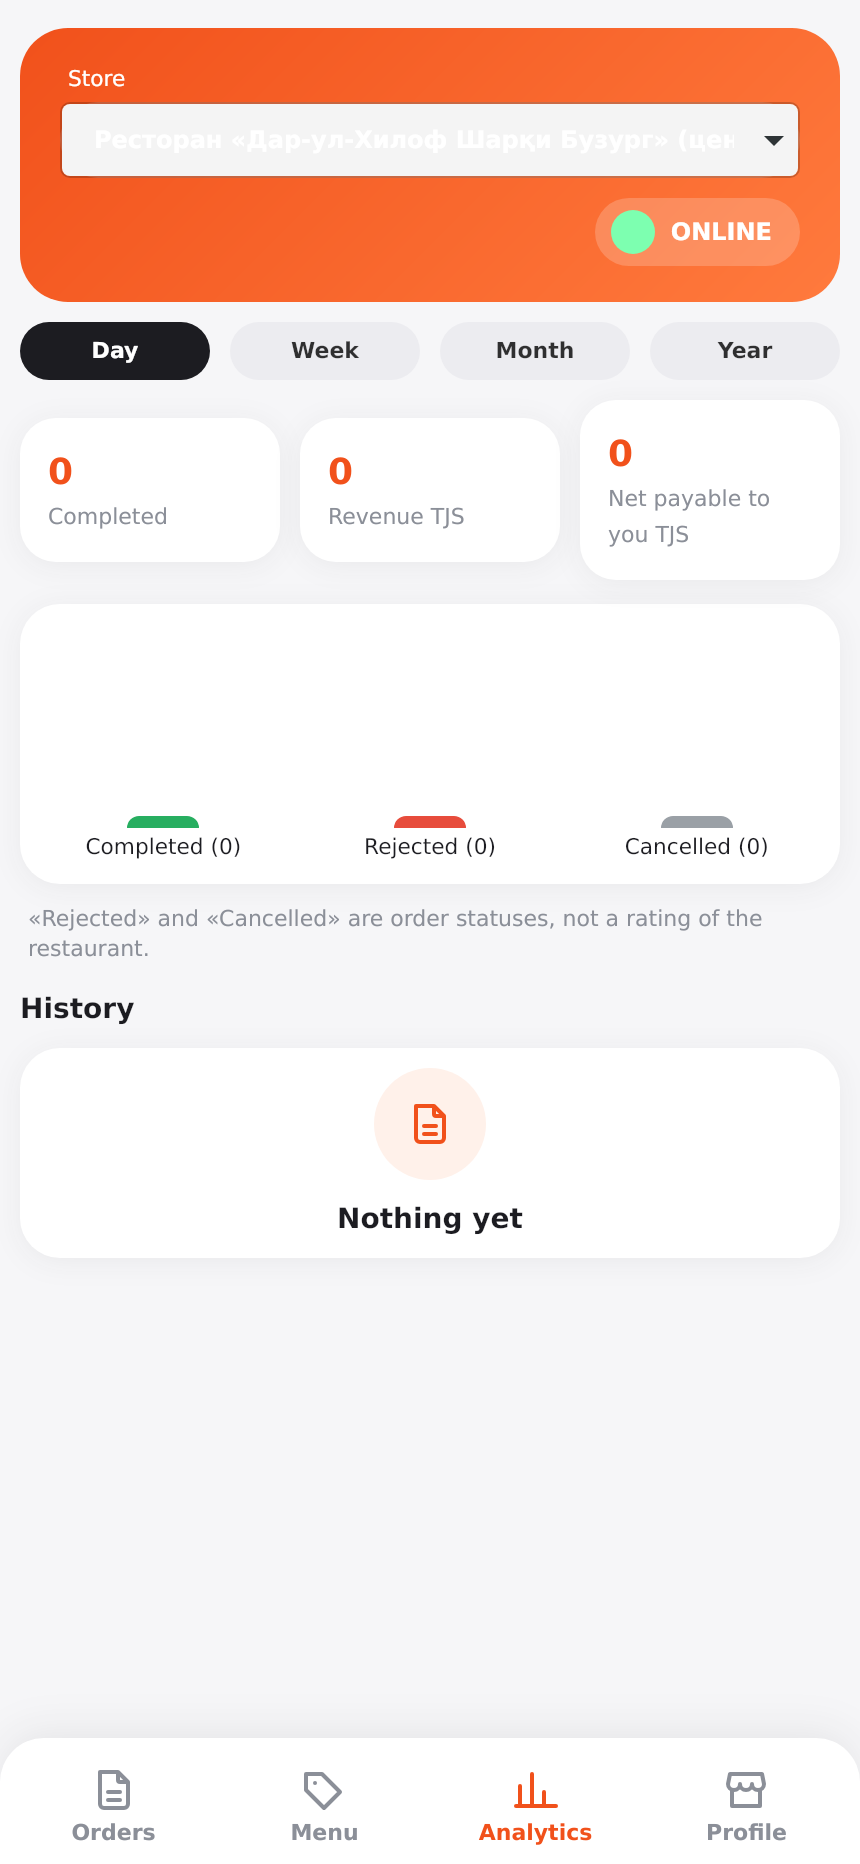 Store
Ресторан «Дар-ул-Хилоф Шарқи Бузург» (цен
ONLINE
Day
Week
Month
Year
0
Completed
0
Revenue TJS
0
Net payable to
you TJS
Completed (0)
Rejected (0)
Cancelled (0)
«Rejected» and «Cancelled» are order statuses, not a rating of the
restaurant.
History
Nothing yet
Orders
Menu
Analytics
Profile